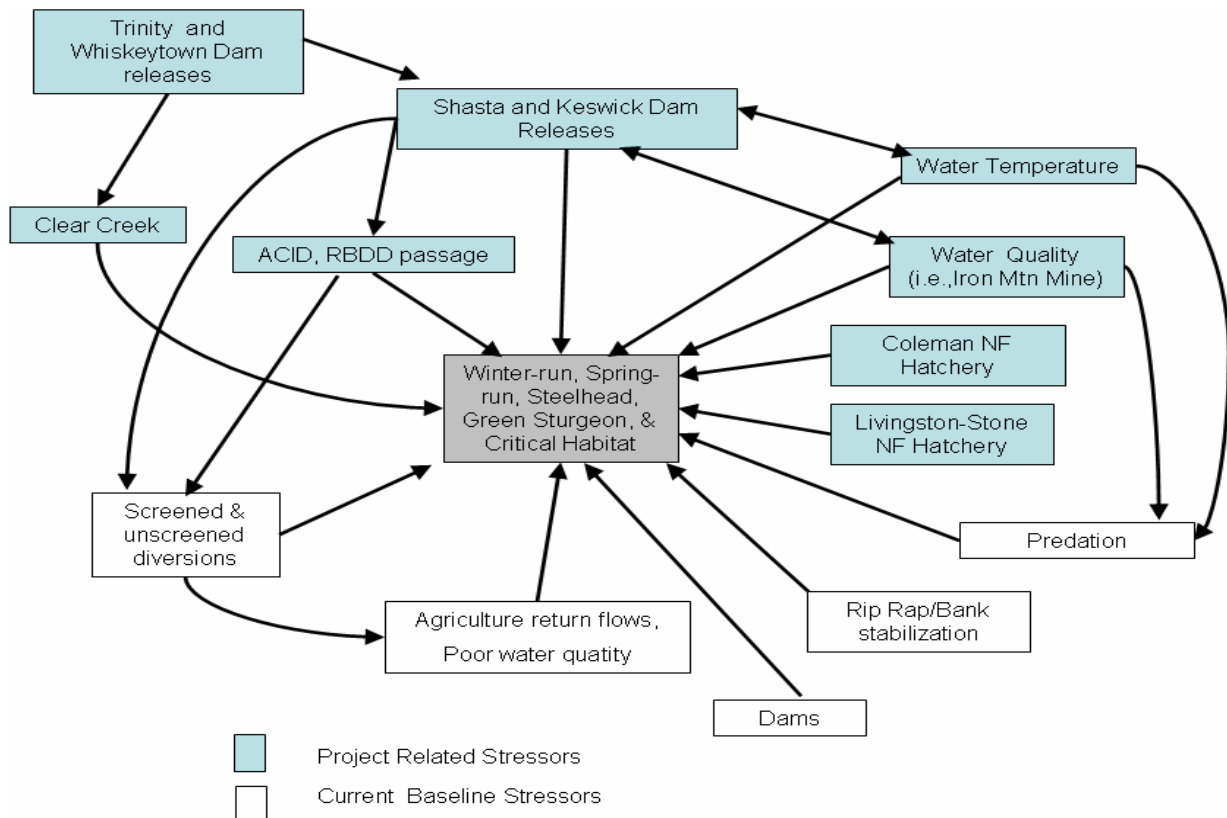 Trinity and
Whiskeytown Dam
releases
Shasta and Keswick Dam
Releases
Water Temperature
Clear Creek
ACID, RBDD passage
Water Quality
(i.e.,Iron Mtn Mine)
Coleman NF
Hatchery
Winter-run, Spring-
run, Steelhead,
Green Sturgeon, &
Critical Habitat
Livingston-Stone
NF Hatchery
Screened &
unscreened
diversions
Predation
Agriculture return flows,
Poor water quatity
Rip Rap/Bank
stabilization
Dams
Project Related Stressors
Current Baseline Stressors